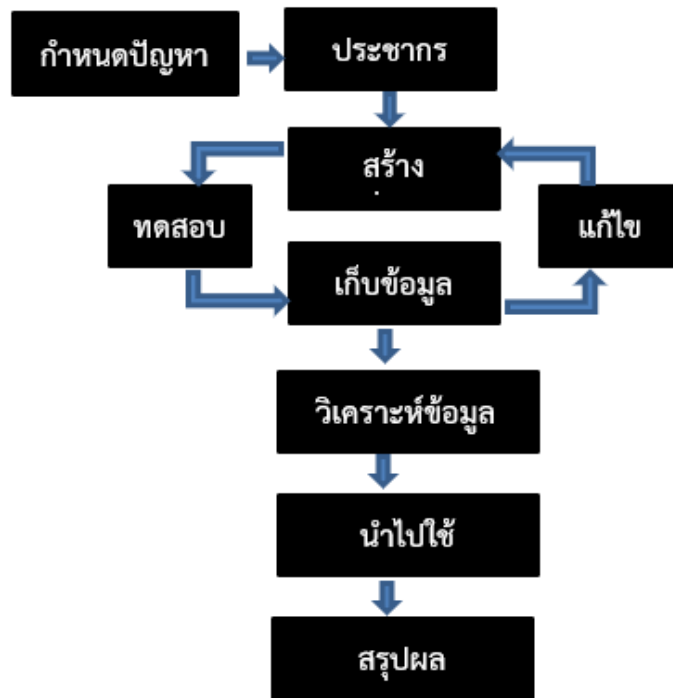 กำหนดปัญหา
ประชากร
สร้าง
ทดสอบ
แก้ไข
เก็บข้อมูล
วิเคราะห์ข้อมูล
นำไปใช้
สรุปผล